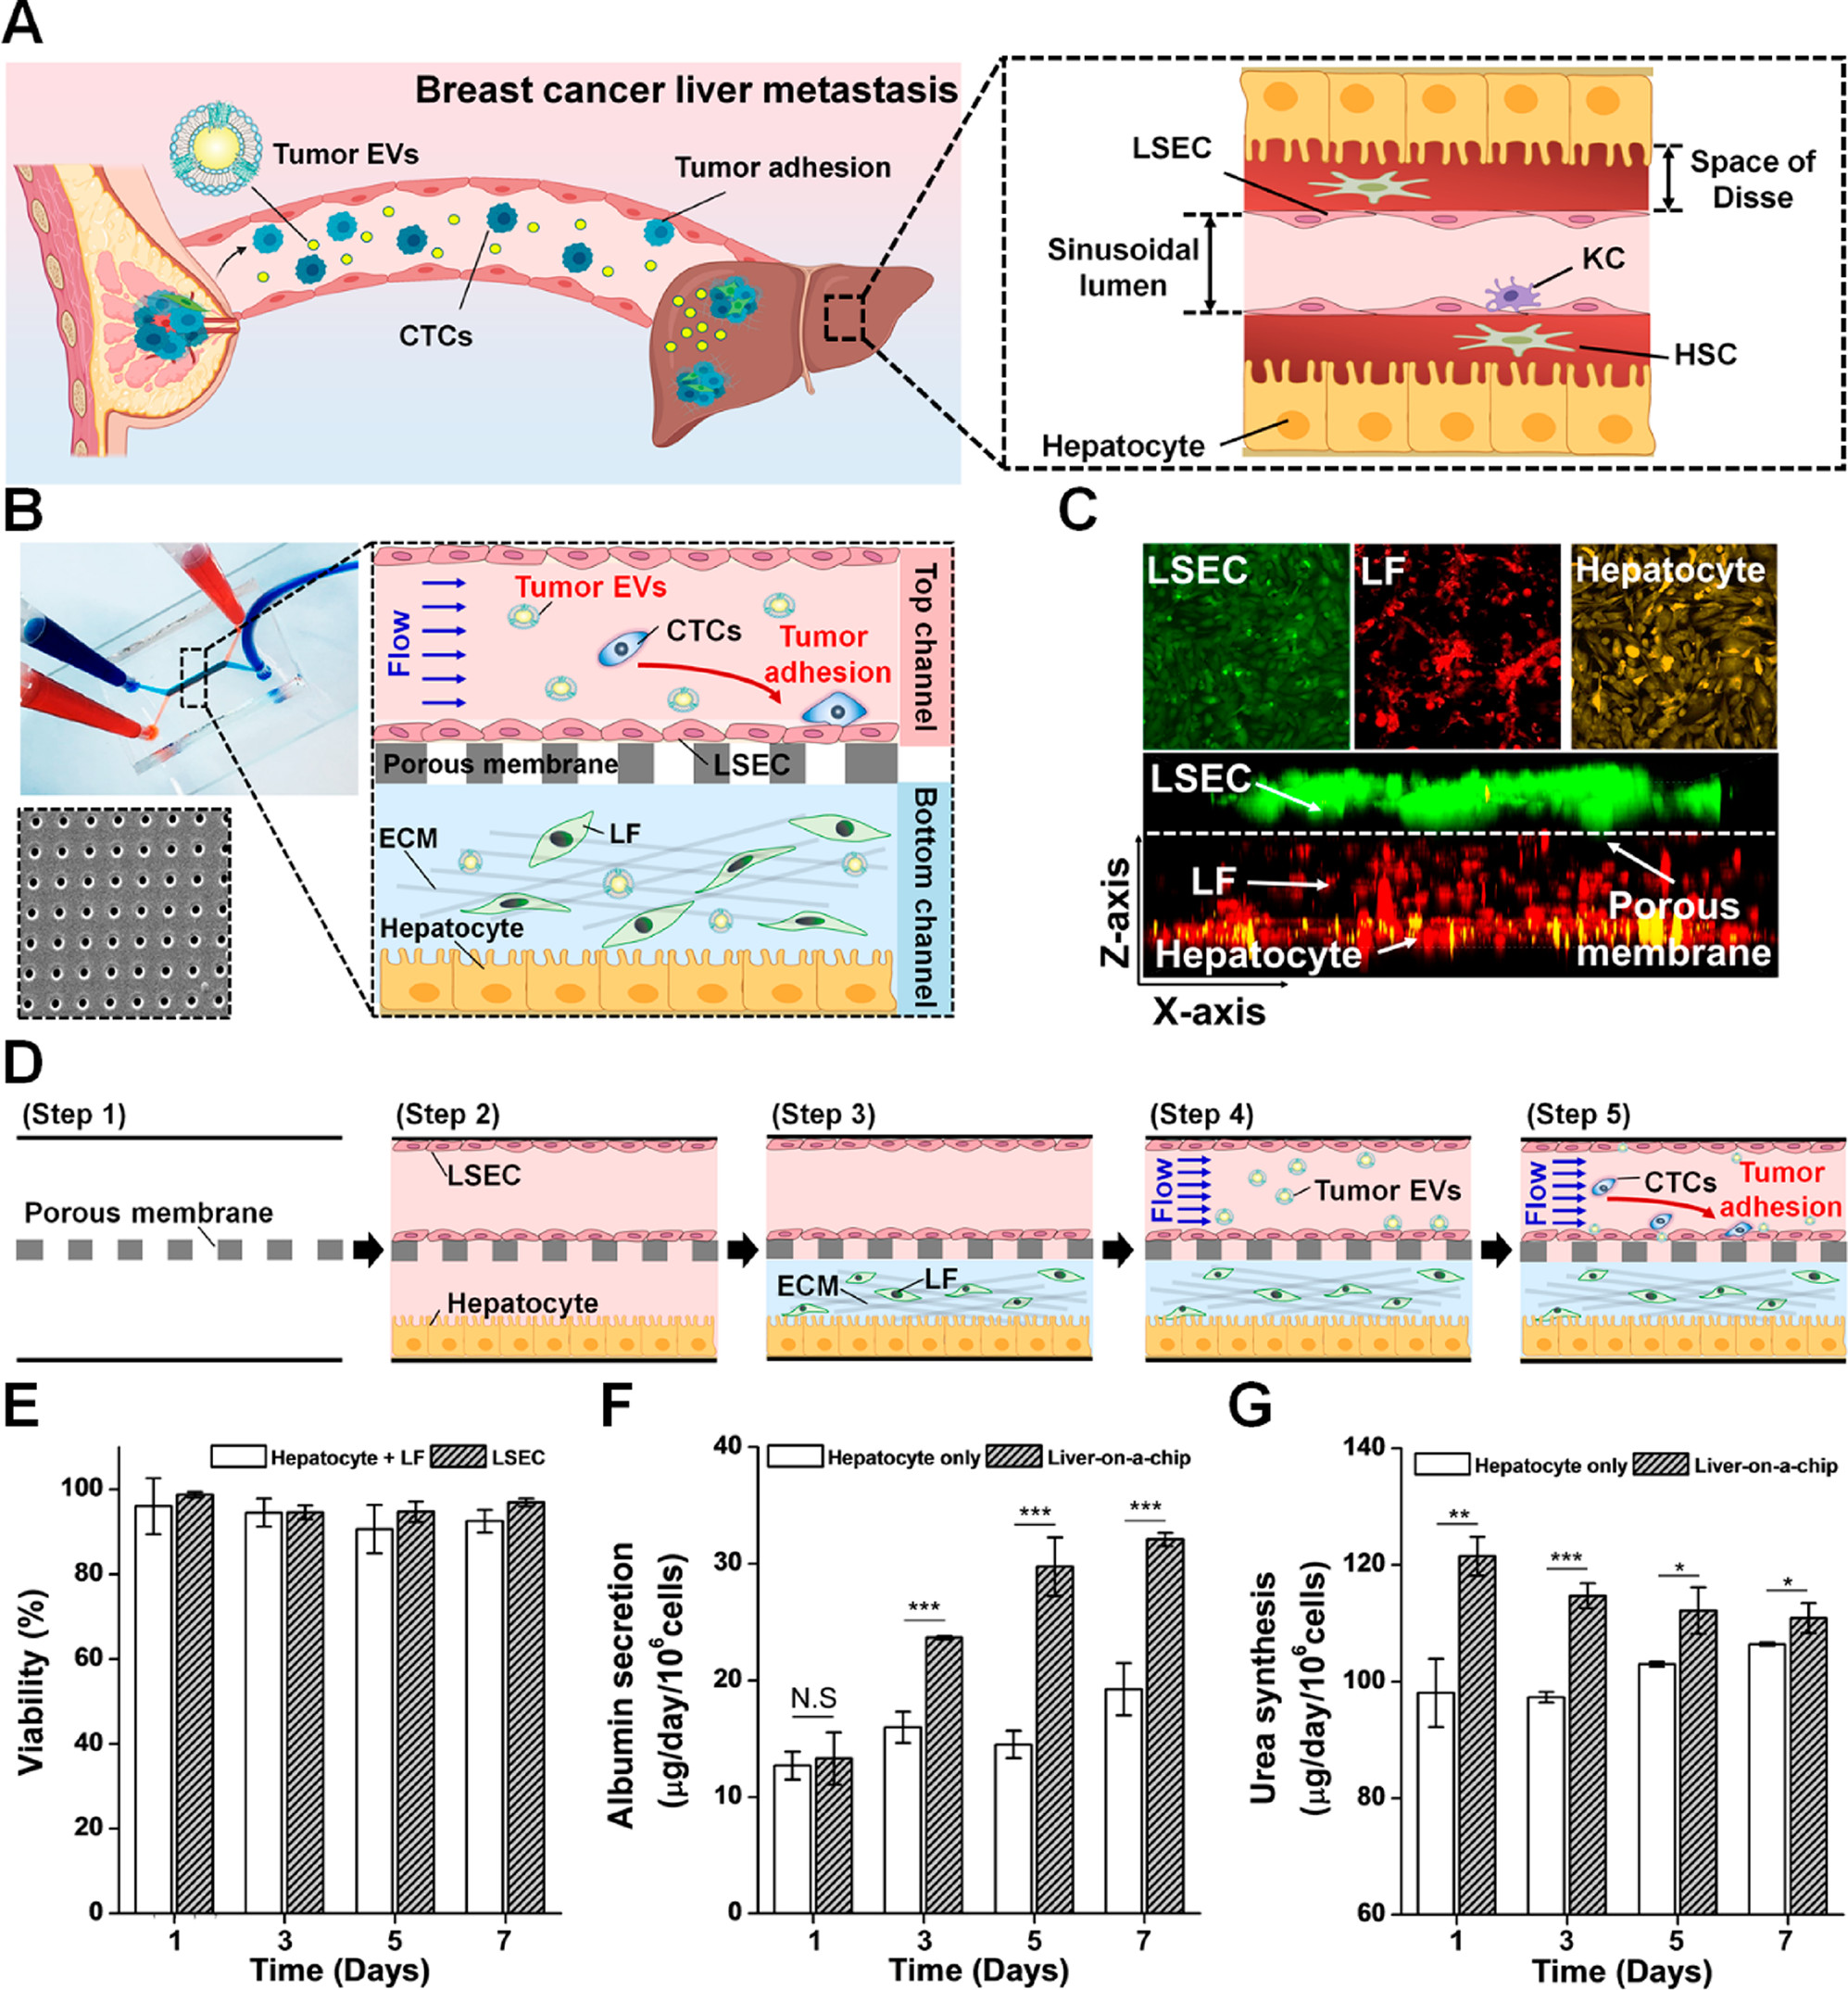 A
Breast cancer liver metastasis
Tumor EVs
Tumor adhesion
CTCs
LSEC
Space of
Disse
Sinusoidal
lumen
KC
HSC
Hepatocyte
B
Flow
Tumor EVs
CTCs
Tumor
adhesion
Top channel
Porous membrane
LSEC
ECM
LF
Hepatocyte
Bottom channel
C
LSEC
LF
Hepatocyte
LSEC
LF
Porous
membrane
Hepatocyte
Z-axis
X-axis
D
(Step 1)
Porous membrane
(Step 2)
LSEC
Hepatocyte
(Step 3)
ECM
LF
(Step 4)
Flow
Tumor EVs
(Step 5)
Flow
CTCs
Tumor
adhesion
E
Hepatocyte + LF
LSEC
Viability (%)
100
80
60
40
20
0
1 3 5 7
Time (Days)
F
Hepatocyte only
Liver-on-a-chip
Albumin secretion
(μg/day/10⁶cells)
40
30
20
10
0
N.S
***
***
***
1 3 5 7
Time (Days)
G
Hepatocyte only
Liver-on-a-chip
Urea synthesis
(μg/day/10⁶cells)
140
120
100
80
60
**
***
*
*
1 3 5 7
Time (Days)